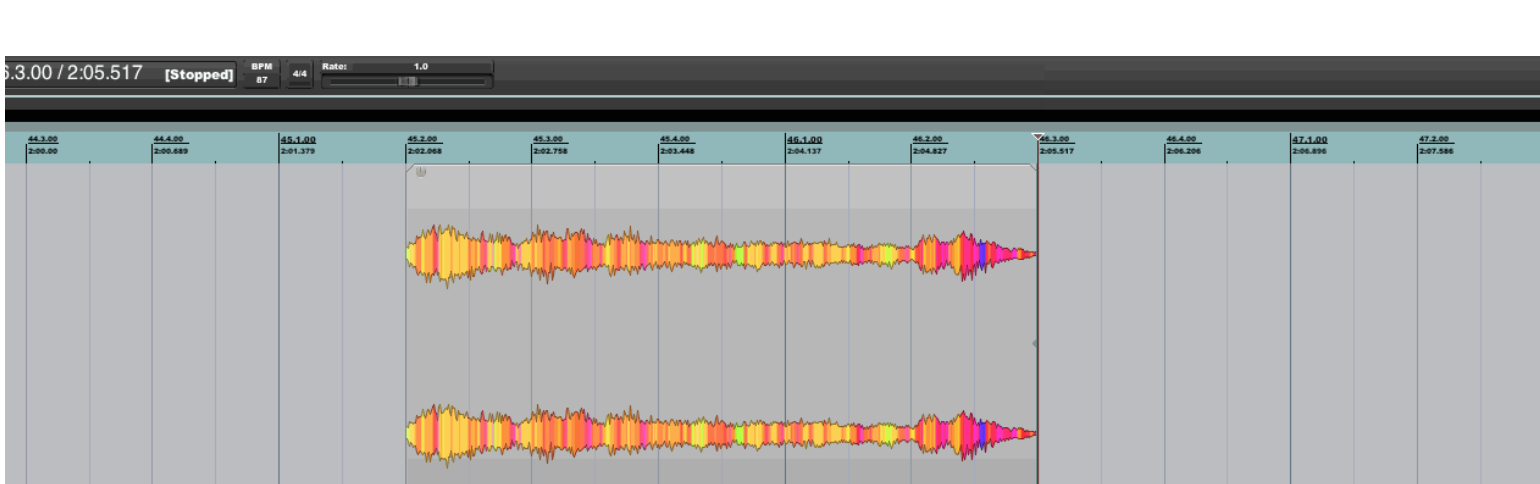 6.3.00 / 2:05.517 [Stopped] BPM 87 4/4 Rate: 1.0
44.3.00 44.4.00 45.1.00 45.2.00 45.3.00 45.4.00 46.1.00 46.2.00 46.3.00 46.4.00 47.1.00 47.2.00
2:00.00 2:00.689 2:01.379 2:02.068 2:02.758 2:03.448 2:04.137 2:04.827 2:05.517 2:06.206 2:06.896 2:07.586